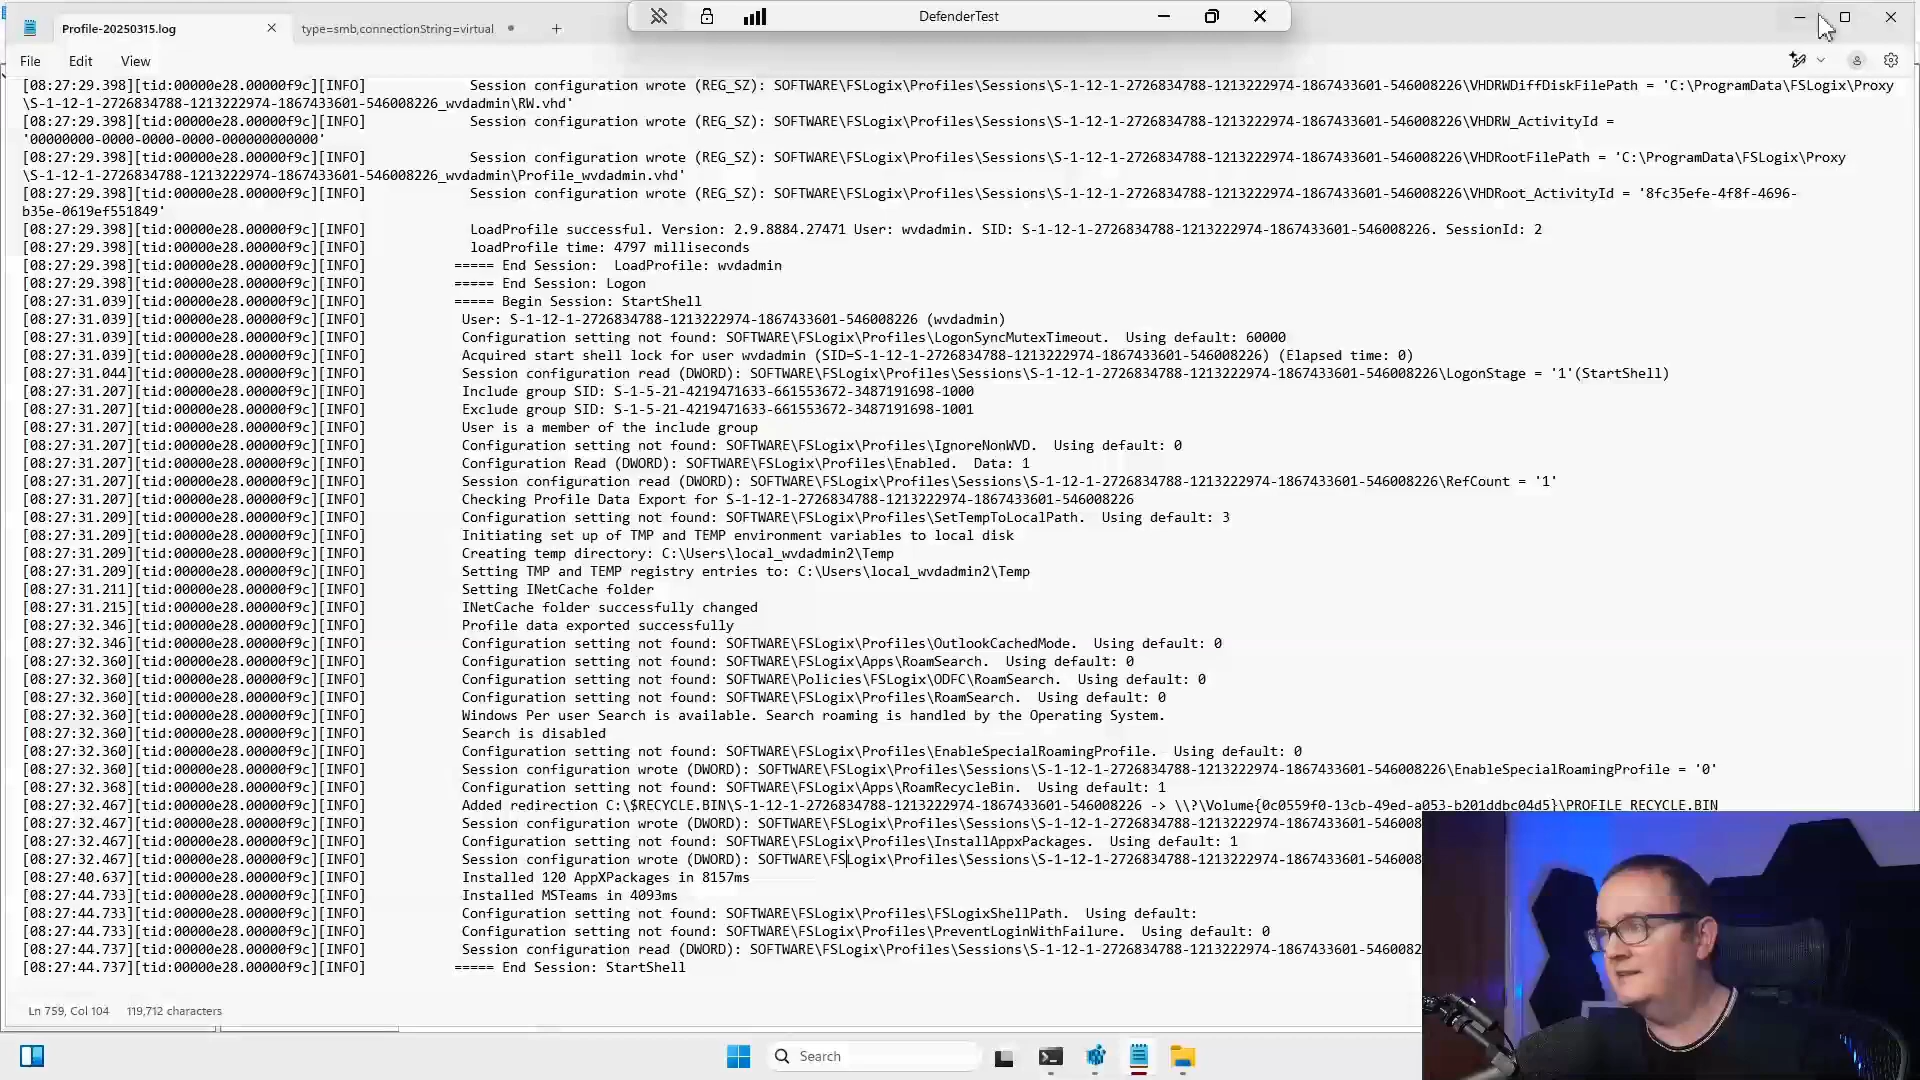 Profile-20250315.log
type=smb,connectionString=virtual
DefenderTest
File
Edit
View
[08:27:29.398][tid:00000e28.00000f9c][INFO] Session configuration wrote (REG_SZ): SOFTWARE\FSLogix\Profiles\Sessions\S-1-12-1-2726834788-1213222974-1867433601-546008226\VHDRWDiffDiskFilePath = 'C:\ProgramData\FSLogix\Proxy
\S-1-12-1-2726834788-1213222974-1867433601-546008226_wvdadmin\RW.vhd'
[08:27:29.398][tid:00000e28.00000f9c][INFO] Session configuration wrote (REG_SZ): SOFTWARE\FSLogix\Profiles\Sessions\S-1-12-1-2726834788-1213222974-1867433601-546008226\VHDRW_ActivityId =
'00000000-0000-0000-0000-000000000000'
[08:27:29.398][tid:00000e28.00000f9c][INFO] Session configuration wrote (REG_SZ): SOFTWARE\FSLogix\Profiles\Sessions\S-1-12-1-2726834788-1213222974-1867433601-546008226\VHDRootFilePath = 'C:\ProgramData\FSLogix\Proxy
\S-1-12-1-2726834788-1213222974-1867433601-546008226_wvdadmin\Profile_wvdadmin.vhd'
[08:27:29.398][tid:00000e28.00000f9c][INFO] Session configuration wrote (REG_SZ): SOFTWARE\FSLogix\Profiles\Sessions\S-1-12-1-2726834788-1213222974-1867433601-546008226\VHDRoot_ActivityId = '8fc35efe-4f8f-4696-
b35e-0619ef551849'
[08:27:29.398][tid:00000e28.00000f9c][INFO] LoadProfile successful. Version: 2.9.8884.27471 User: wvdadmin. SID: S-1-12-1-2726834788-1213222974-1867433601-546008226. SessionId: 2
[08:27:29.398][tid:00000e28.00000f9c][INFO] loadProfile time: 4797 milliseconds
[08:27:29.398][tid:00000e28.00000f9c][INFO] ===== End Session: LoadProfile: wvdadmin
[08:27:29.398][tid:00000e28.00000f9c][INFO] ===== End Session: Logon
[08:27:31.039][tid:00000e28.00000f9c][INFO] ===== Begin Session: StartShell
[08:27:31.039][tid:00000e28.00000f9c][INFO] User: S-1-12-1-2726834788-1213222974-1867433601-546008226 (wvdadmin)
[08:27:31.039][tid:00000e28.00000f9c][INFO] Configuration setting not found: SOFTWARE\FSLogix\Profiles\LogonSyncMutexTimeout. Using default: 60000
[08:27:31.039][tid:00000e28.00000f9c][INFO] Acquired start shell lock for user wvdadmin (SID=S-1-12-1-2726834788-1213222974-1867433601-546008226) (Elapsed time: 0)
[08:27:31.044][tid:00000e28.00000f9c][INFO] Session configuration read (DWORD): SOFTWARE\FSLogix\Profiles\Sessions\S-1-12-1-2726834788-1213222974-1867433601-546008226\LogonStage = '1'(StartShell)
[08:27:31.207][tid:00000e28.00000f9c][INFO] Include group SID: S-1-5-21-4219471633-661553672-3487191698-1000
[08:27:31.207][tid:00000e28.00000f9c][INFO] Exclude group SID: S-1-5-21-4219471633-661553672-3487191698-1001
[08:27:31.207][tid:00000e28.00000f9c][INFO] User is a member of the include group
[08:27:31.207][tid:00000e28.00000f9c][INFO] Configuration setting not found: SOFTWARE\FSLogix\Profiles\IgnoreNonWVD. Using default: 0
[08:27:31.207][tid:00000e28.00000f9c][INFO] Configuration Read (DWORD): SOFTWARE\FSLogix\Profiles\Enabled. Data: 1
[08:27:31.207][tid:00000e28.00000f9c][INFO] Session configuration read (DWORD): SOFTWARE\FSLogix\Profiles\Sessions\S-1-12-1-2726834788-1213222974-1867433601-546008226\RefCount = '1'
[08:27:31.207][tid:00000e28.00000f9c][INFO] Checking Profile Data Export for S-1-12-1-2726834788-1213222974-1867433601-546008226
[08:27:31.209][tid:00000e28.00000f9c][INFO] Configuration setting not found: SOFTWARE\FSLogix\Profiles\SetTempToLocalPath. Using default: 3
[08:27:31.209][tid:00000e28.00000f9c][INFO] Initiating set up of TMP and TEMP environment variables to local disk
[08:27:31.209][tid:00000e28.00000f9c][INFO] Creating temp directory: C:\Users\local_wvdadmin2\Temp
[08:27:31.209][tid:00000e28.00000f9c][INFO] Setting TMP and TEMP registry entries to: C:\Users\local_wvdadmin2\Temp
[08:27:31.211][tid:00000e28.00000f9c][INFO] Setting INetCache folder
[08:27:31.215][tid:00000e28.00000f9c][INFO] INetCache folder successfully changed
[08:27:32.346][tid:00000e28.00000f9c][INFO] Profile data exported successfully
[08:27:32.346][tid:00000e28.00000f9c][INFO] Configuration setting not found: SOFTWARE\FSLogix\Profiles\OutlookCachedMode. Using default: 0
[08:27:32.360][tid:00000e28.00000f9c][INFO] Configuration setting not found: SOFTWARE\FSLogix\Apps\RoamSearch. Using default: 0
[08:27:32.360][tid:00000e28.00000f9c][INFO] Configuration setting not found: SOFTWARE\Policies\FSLogix\ODFC\RoamSearch. Using default: 0
[08:27:32.360][tid:00000e28.00000f9c][INFO] Configuration setting not found: SOFTWARE\FSLogix\Profiles\RoamSearch. Using default: 0
[08:27:32.360][tid:00000e28.00000f9c][INFO] Windows Per user Search is available. Search roaming is handled by the Operating System.
[08:27:32.360][tid:00000e28.00000f9c][INFO] Search is disabled
[08:27:32.360][tid:00000e28.00000f9c][INFO] Configuration setting not found: SOFTWARE\FSLogix\Profiles\EnableSpecialRoamingProfile. Using default: 0
[08:27:32.360][tid:00000e28.00000f9c][INFO] Session configuration wrote (DWORD): SOFTWARE\FSLogix\Profiles\Sessions\S-1-12-1-2726834788-1213222974-1867433601-546008226\EnableSpecialRoamingProfile = '0'
[08:27:32.368][tid:00000e28.00000f9c][INFO] Configuration setting not found: SOFTWARE\FSLogix\Apps\RoamRecycleBin. Using default: 1
[08:27:32.467][tid:00000e28.00000f9c][INFO] Added redirection C:\$RECYCLE.BIN\S-1-12-1-2726834788-1213222974-1867433601-546008226 -> \\?\Volume{0c0559f0-13cb-49ed-a053-b201ddbc04d5}\PROFILE_RECYCLE.BIN
[08:27:32.467][tid:00000e28.00000f9c][INFO] Session configuration wrote (DWORD): SOFTWARE\FSLogix\Profiles\Sessions\S-1-12-1-2726834788-1213222974-1867433601-546008226
[08:27:32.467][tid:00000e28.00000f9c][INFO] Configuration setting not found: SOFTWARE\FSLogix\Profiles\InstallAppxPackages. Using default: 1
[08:27:32.467][tid:00000e28.00000f9c][INFO] Session configuration wrote (DWORD): SOFTWARE\FSLogix\Profiles\Sessions\S-1-12-1-2726834788-1213222974-1867433601-546008226
[08:27:40.637][tid:00000e28.00000f9c][INFO] Installed 120 AppXPackages in 8157ms
[08:27:44.733][tid:00000e28.00000f9c][INFO] Installed MSTeams in 4093ms
[08:27:44.733][tid:00000e28.00000f9c][INFO] Configuration setting not found: SOFTWARE\FSLogix\Profiles\FSLogixShellPath. Using default:
[08:27:44.733][tid:00000e28.00000f9c][INFO] Configuration setting not found: SOFTWARE\FSLogix\Profiles\PreventLoginWithFailure. Using default: 0
[08:27:44.737][tid:00000e28.00000f9c][INFO] Session configuration read (DWORD): SOFTWARE\FSLogix\Profiles\Sessions\S-1-12-1-2726834788-1213222974-1867433601-546008226
[08:27:44.737][tid:00000e28.00000f9c][INFO] ===== End Session: StartShell
Ln 759, Col 104
119,712 characters
Search